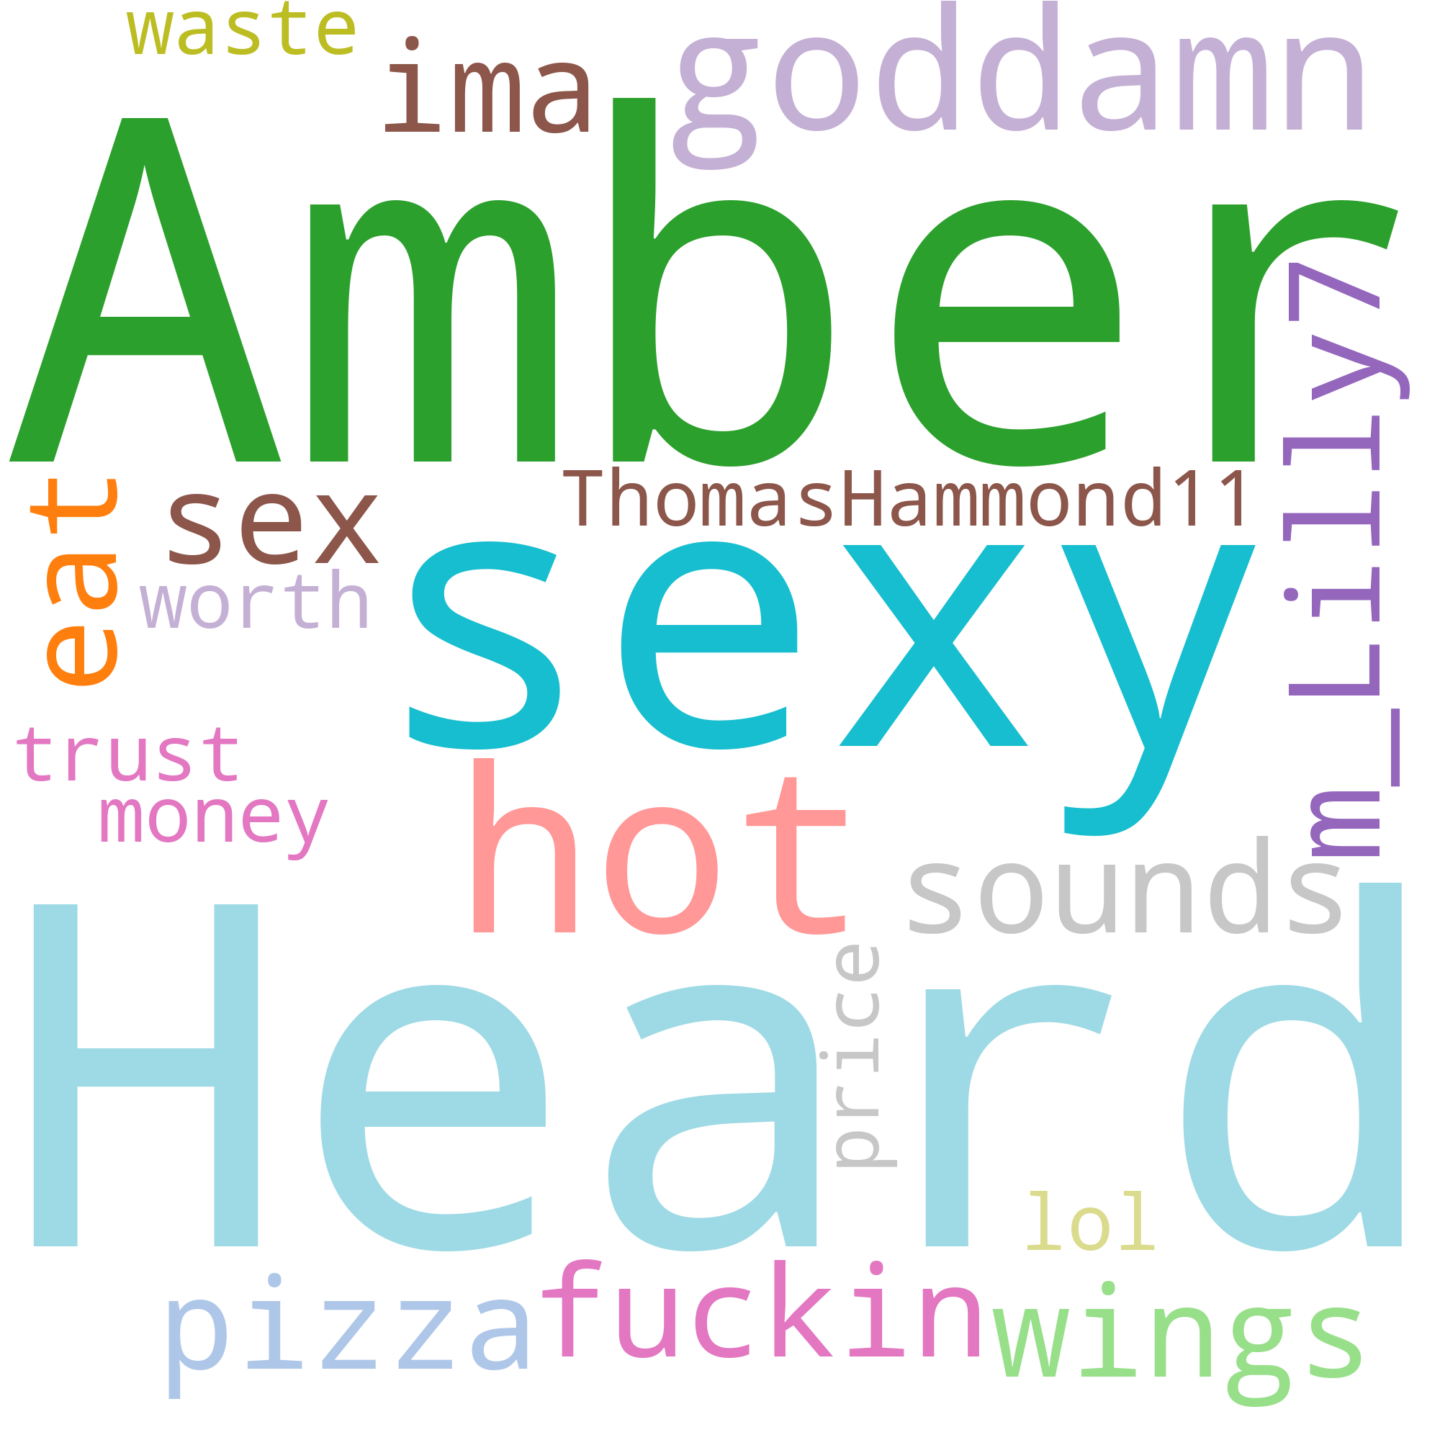 waste
ima
goddamn
Amber
m_Lilly7
eat
sex
ThomasHammond11
worth
sexy
trust
money
hot
sounds
Heard
price
lol
pizza
fuckin
wings